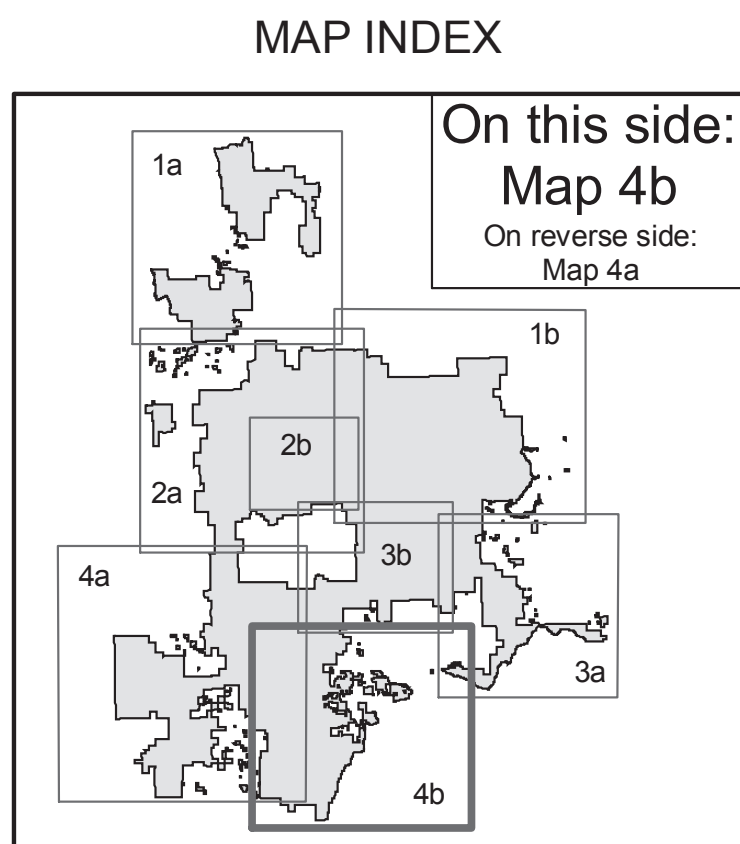 MAP INDEX
On this side:
Map 4b
On reverse side:
Map 4a
1a
1b
2b
2a
3b
4a
3a
4b